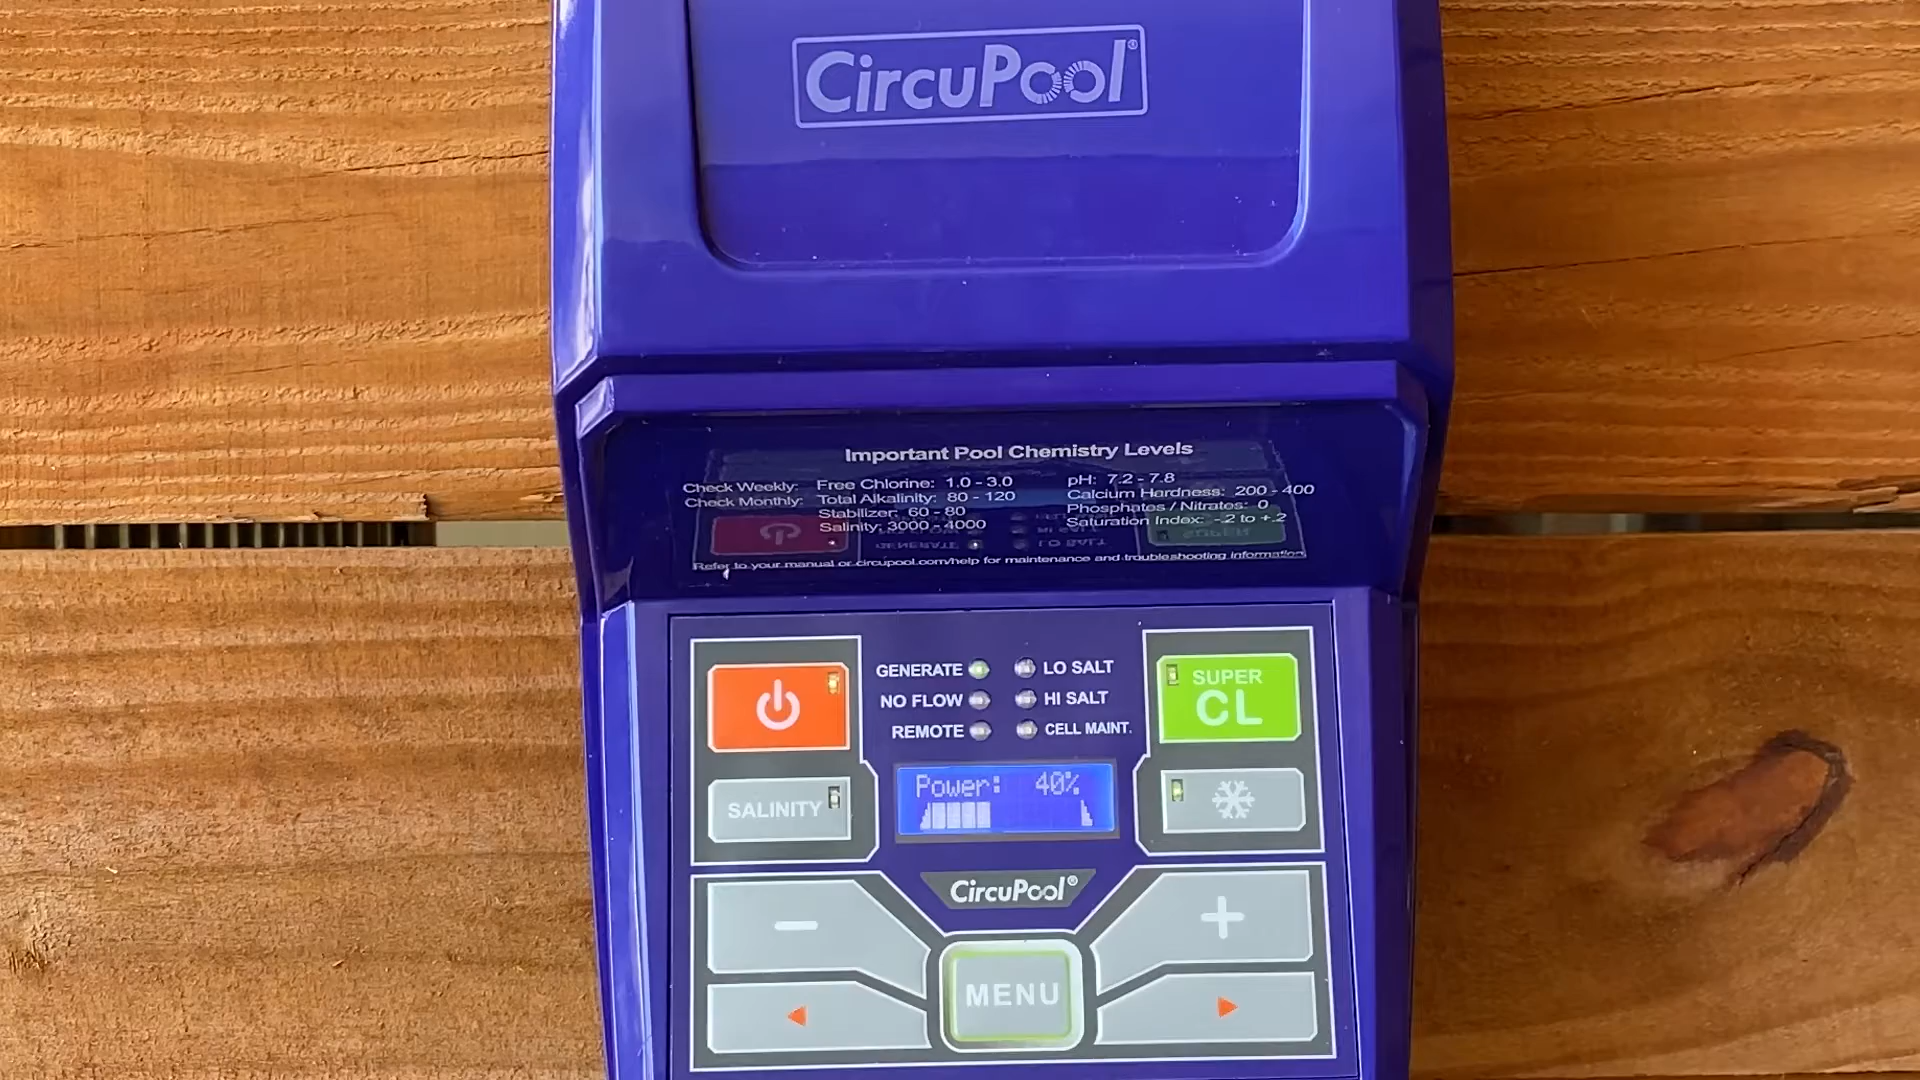 CircuPool®
Important Pool Chemistry Levels
Check Weekly: Free Chlorine: 1.0 - 3.0 pH: 7.2 - 7.8
Check Monthly: Total Alkalinity: 80 - 120 Calcium Hardness: 200 - 400
Stabilizer: 60 - 80 Phosphates / Nitrates: 0
Salinity: 3000 - 4000 Saturation Index: -.2 to +.2
Refer to your manual or circupool.com/help for maintenance and troubleshooting information.
GENERATE LO SALT
NO FLOW HI SALT
REMOTE CELL MAINT.
SUPER
CL
Power: 40%
SALINITY
CircuPool®
MENU